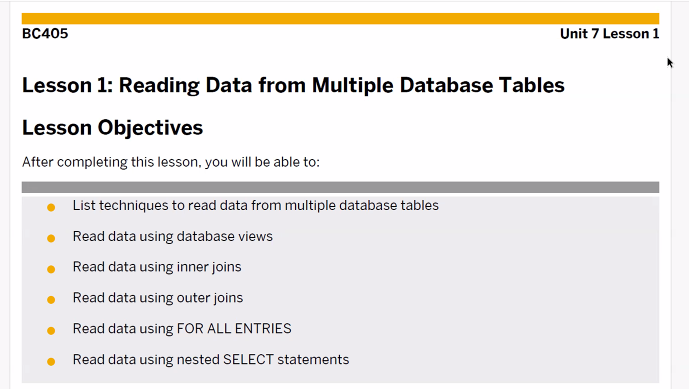 BC405 Unit 7 Lesson 1
Lesson 1: Reading Data from Multiple Database Tables
Lesson Objectives
After completing this lesson, you will be able to:
List techniques to read data from multiple database tables
Read data using database views
Read data using inner joins
Read data using outer joins
Read data using FOR ALL ENTRIES
Read data using nested SELECT statements